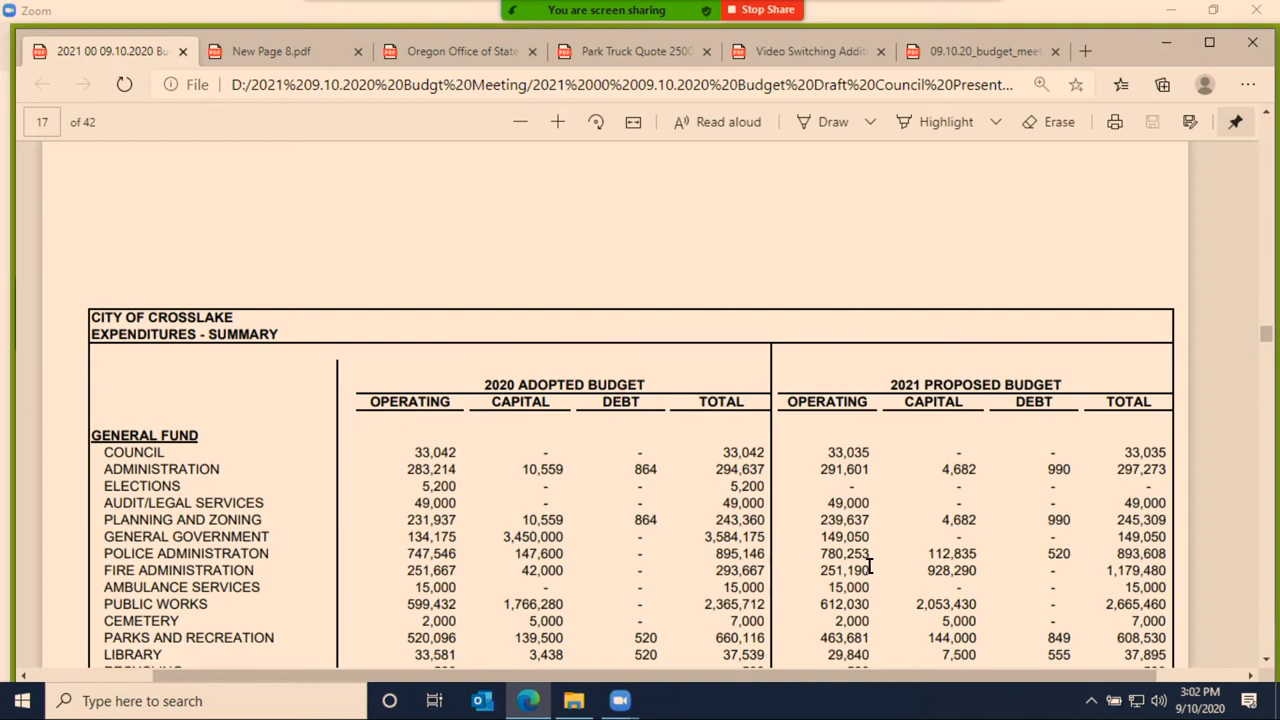 Zoom
You are screen sharing
Stop Share
2021 00 09.10.2020 Bu
New Page 8.pdf
Oregon Office of State
Park Truck Quote 2500
Video Switching Addit
09.10.20_budget_meet
File
D:/2021%209.10.2020%20Budgt%20Meeting/2021%2000%2009.10.2020%20Budget%20Draft%20Council%20Present...
17 of 42
Read aloud
Draw
Highlight
Erase
CITY OF CROSSLAKE
EXPENDITURES - SUMMARY
2020 ADOPTED BUDGET 2021 PROPOSED BUDGET
OPERATING CAPITAL DEBT TOTAL OPERATING CAPITAL DEBT TOTAL
GENERAL FUND
COUNCIL 33,042 - - 33,042 33,035 - - 33,035
ADMINISTRATION 283,214 10,559 864 294,637 291,601 4,682 990 297,273
ELECTIONS 5,200 - - 5,200 - - - -
AUDIT/LEGAL SERVICES 49,000 - - 49,000 49,000 - - 49,000
PLANNING AND ZONING 231,937 10,559 864 243,360 239,637 4,682 990 245,309
GENERAL GOVERNMENT 134,175 3,450,000 - 3,584,175 149,050 - - 149,050
POLICE ADMINISTRATON 747,546 147,600 - 895,146 780,253 112,835 520 893,608
FIRE ADMINISTRATION 251,667 42,000 - 293,667 251,190 928,290 - 1,179,480
AMBULANCE SERVICES 15,000 - - 15,000 15,000 - - 15,000
PUBLIC WORKS 599,432 1,766,280 - 2,365,712 612,030 2,053,430 - 2,665,460
CEMETERY 2,000 5,000 - 7,000 2,000 5,000 - 7,000
PARKS AND RECREATION 520,096 139,500 520 660,116 463,681 144,000 849 608,530
LIBRARY 33,581 3,438 520 37,539 29,840 7,500 555 37,895
Type here to search
3:02 PM
9/10/2020